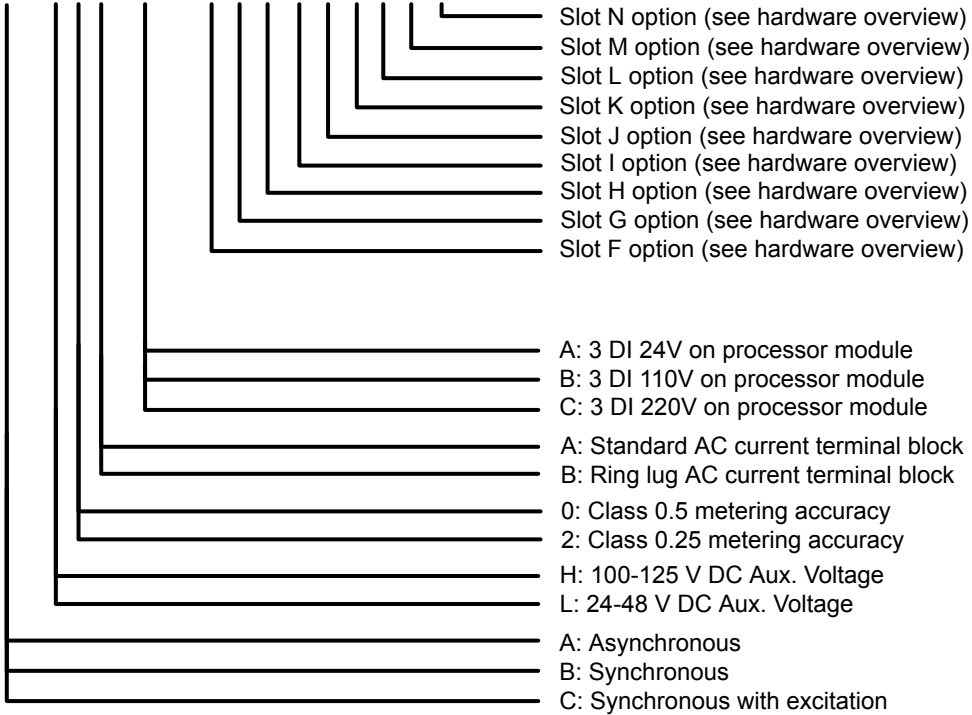 Slot N option (see hardware overview)
Slot M option (see hardware overview)
Slot L option (see hardware overview)
Slot K option (see hardware overview)
Slot J option (see hardware overview)
Slot I option (see hardware overview)
Slot H option (see hardware overview)
Slot G option (see hardware overview)
Slot F option (see hardware overview)
A: 3 DI 24V on processor module
B: 3 DI 110V on processor module
C: 3 DI 220V on processor module
A: Standard AC current terminal block
B: Ring lug AC current terminal block
0: Class 0.5 metering accuracy
2: Class 0.25 metering accuracy
H: 100-125 V DC Aux. Voltage
L: 24-48 V DC Aux. Voltage
A: Asynchronous
B: Synchronous
C: Synchronous with excitation